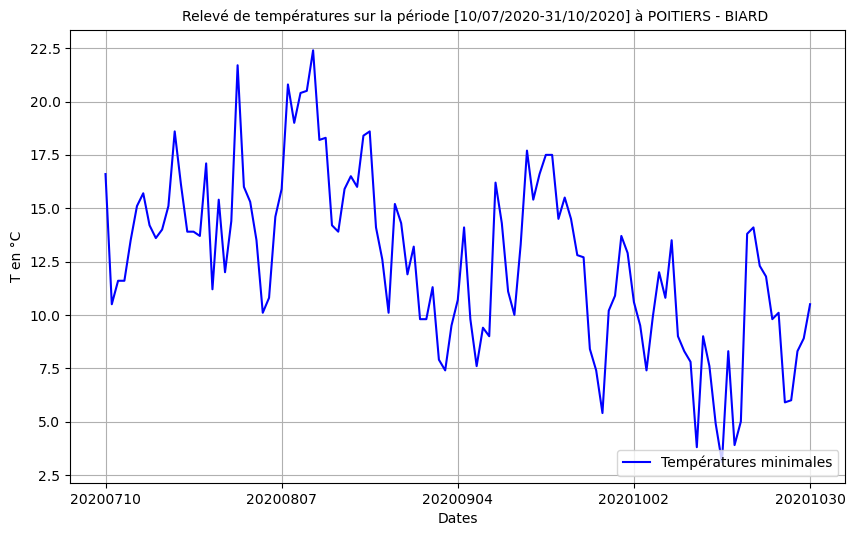 Relevé de températures sur la période [10/07/2020-31/10/2020] à POITIERS - BIARD
22.5
20.0
17.5
15.0
12.5
10.0
7.5
5.0
2.5
T en °C
20200710 20200807 20200904 20201002 20201030
Dates
Températures minimales